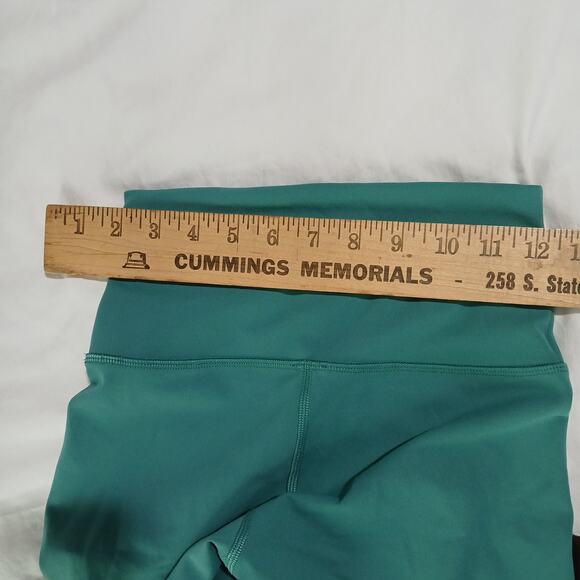 1 2 3 4 5 6 7 8 9 10 11 12
CUMMINGS MEMORIALS - 258 S. State